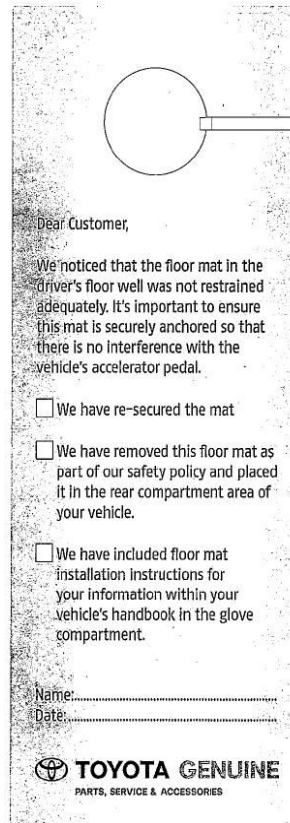 Dear Customer,
We noticed that the floor mat in the
driver's floor well was not restrained
adequately. It's important to ensure
this mat is securely anchored so that
there is no interference with the
vehicle's accelerator pedal.
We have re-secured the mat
We have removed this floor mat as
part of our safety policy and placed
it in the rear compartment area of
your vehicle.
We have included floor mat
installation instructions for
your information within your
vehicle's handbook in the glove
compartment.
Name:
Date:
TOYOTA GENUINE
PARTS, SERVICE & ACCESSORIES